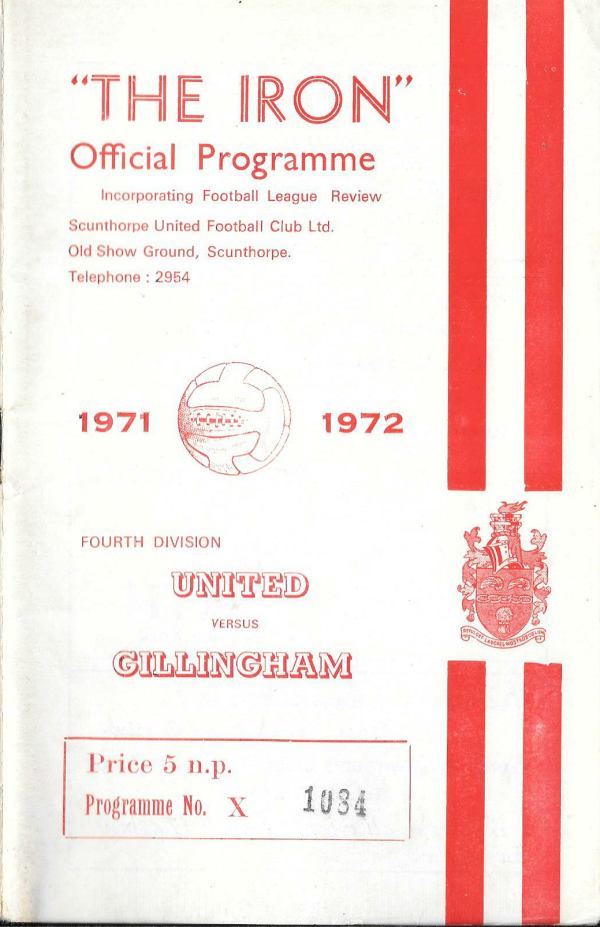 "THE IRON"
Official Programme
Incorporating Football League Review
Scunthorpe United Football Club Ltd.
Old Show Ground, Scunthorpe.
Telephone : 2954
1971 1972
FOURTH DIVISION
UNITED
VERSUS
GILLINGHAM
Price 5 n.p.
Programme No. X 1034